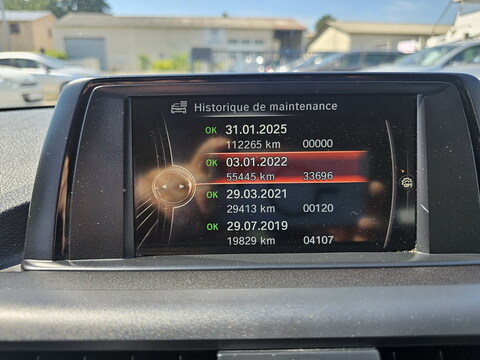 Historique de maintenance
OK 31.01.2025
112265 km 00000
OK 03.01.2022
55445 km 33696
OK 29.03.2021
29413 km 00120
OK 29.07.2019
19829 km 04107